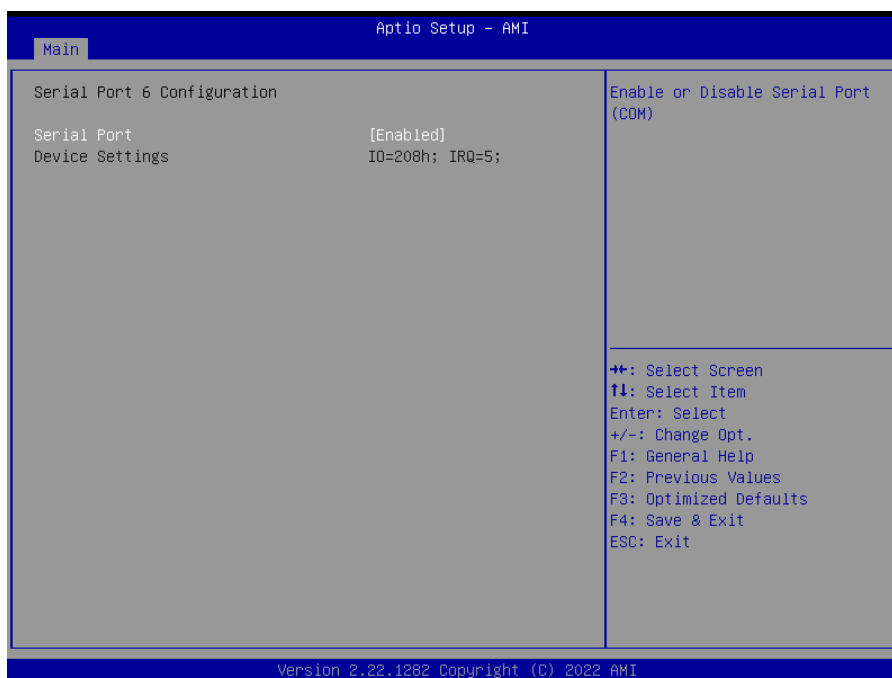 Aptio Setup – AMI
Main
Serial Port 6 Configuration
Serial Port [Enabled]
Device Settings IO=208h; IRQ=5;
Enable or Disable Serial Port
(COM)
→←: Select Screen
↑↓: Select Item
Enter: Select
+/-: Change Opt.
F1: General Help
F2: Previous Values
F3: Optimized Defaults
F4: Save & Exit
ESC: Exit
Version 2.22.1282 Copyright (C) 2022 AMI